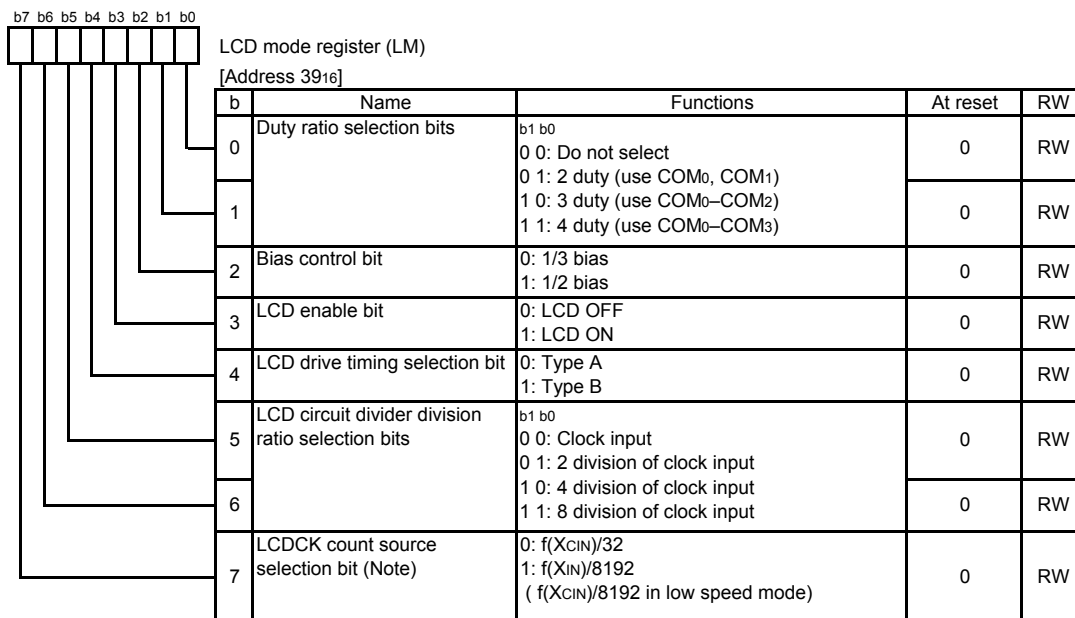 b7 b6 b5 b4 b3 b2 b1 b0
LCD mode register (LM)
[Address 3916]
b Name Functions At reset RW
0 Duty ratio selection bits b1 b0 0 RW
0 0: Do not select
0 1: 2 duty (use COM0, COM1)
1 1 0: 3 duty (use COM0–COM2) 0 RW
1 1: 4 duty (use COM0–COM3)
2 Bias control bit 0: 1/3 bias 0 RW
1: 1/2 bias
3 LCD enable bit 0: LCD OFF 0 RW
1: LCD ON
4 LCD drive timing selection bit 0: Type A 0 RW
1: Type B
5 LCD circuit divider division b1 b0 0 RW
ratio selection bits 0 0: Clock input
0 1: 2 division of clock input
6 1 0: 4 division of clock input 0 RW
1 1: 8 division of clock input
7 LCDCK count source 0: f(XCIN)/32 0 RW
selection bit (Note) 1: f(XIN)/8192
( f(XCIN)/8192 in low speed mode)